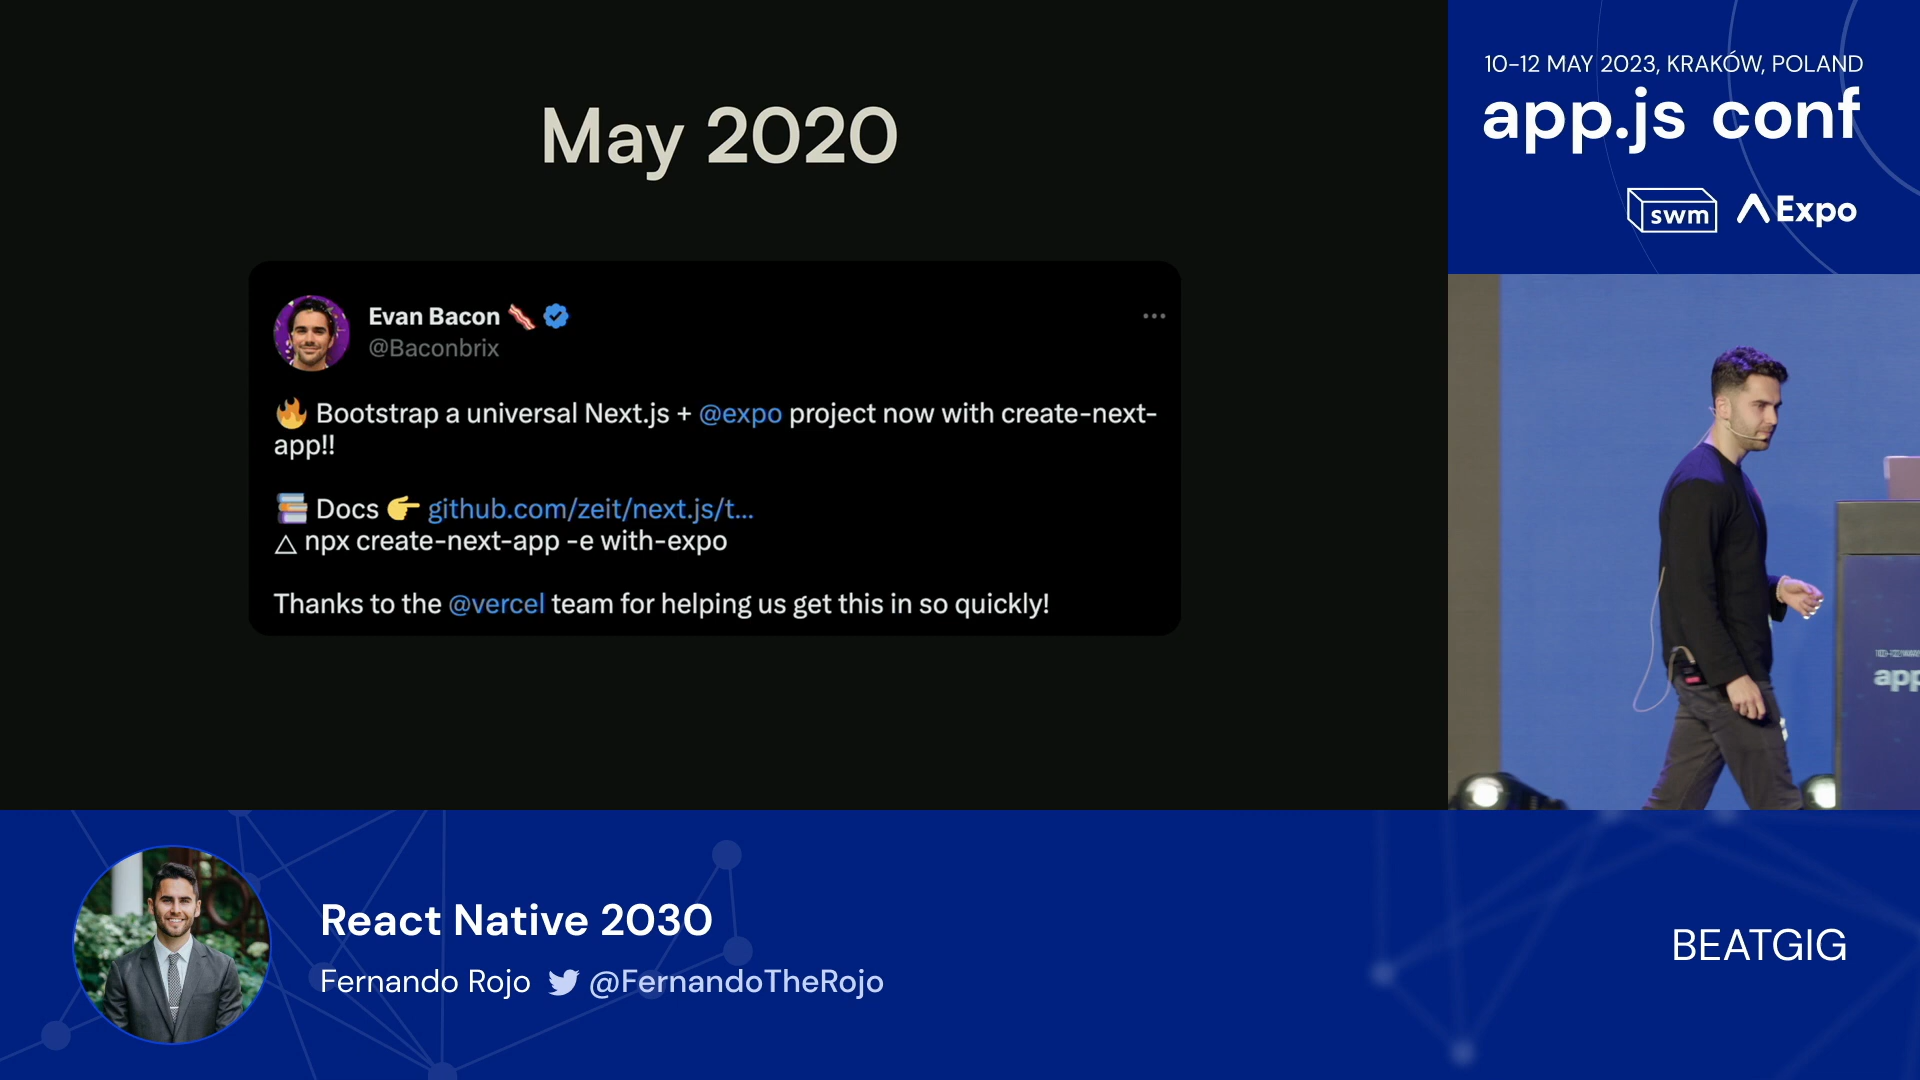 May 2020
Evan Bacon 🥓
@Baconbrix
🔥 Bootstrap a universal Next.js + @expo project now with create-next-
app!!
📚 Docs 👉 github.com/zeit/next.js/t...
△ npx create-next-app -e with-expo
Thanks to the @vercel team for helping us get this in so quickly!
10-12 MAY 2023, KRAKÓW, POLAND
app.js conf
swm Expo
app
React Native 2030
Fernando Rojo @FernandoTheRojo
BEATGIG